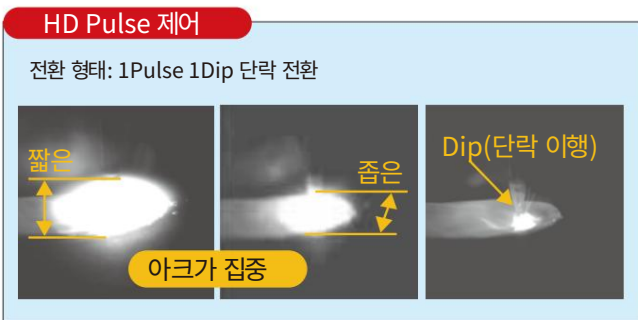 HD Pulse 제어
전환 형태: 1Pulse 1Dip 단락 전환
짧은
좁은
Dip(단락 이행)
아크가 집중